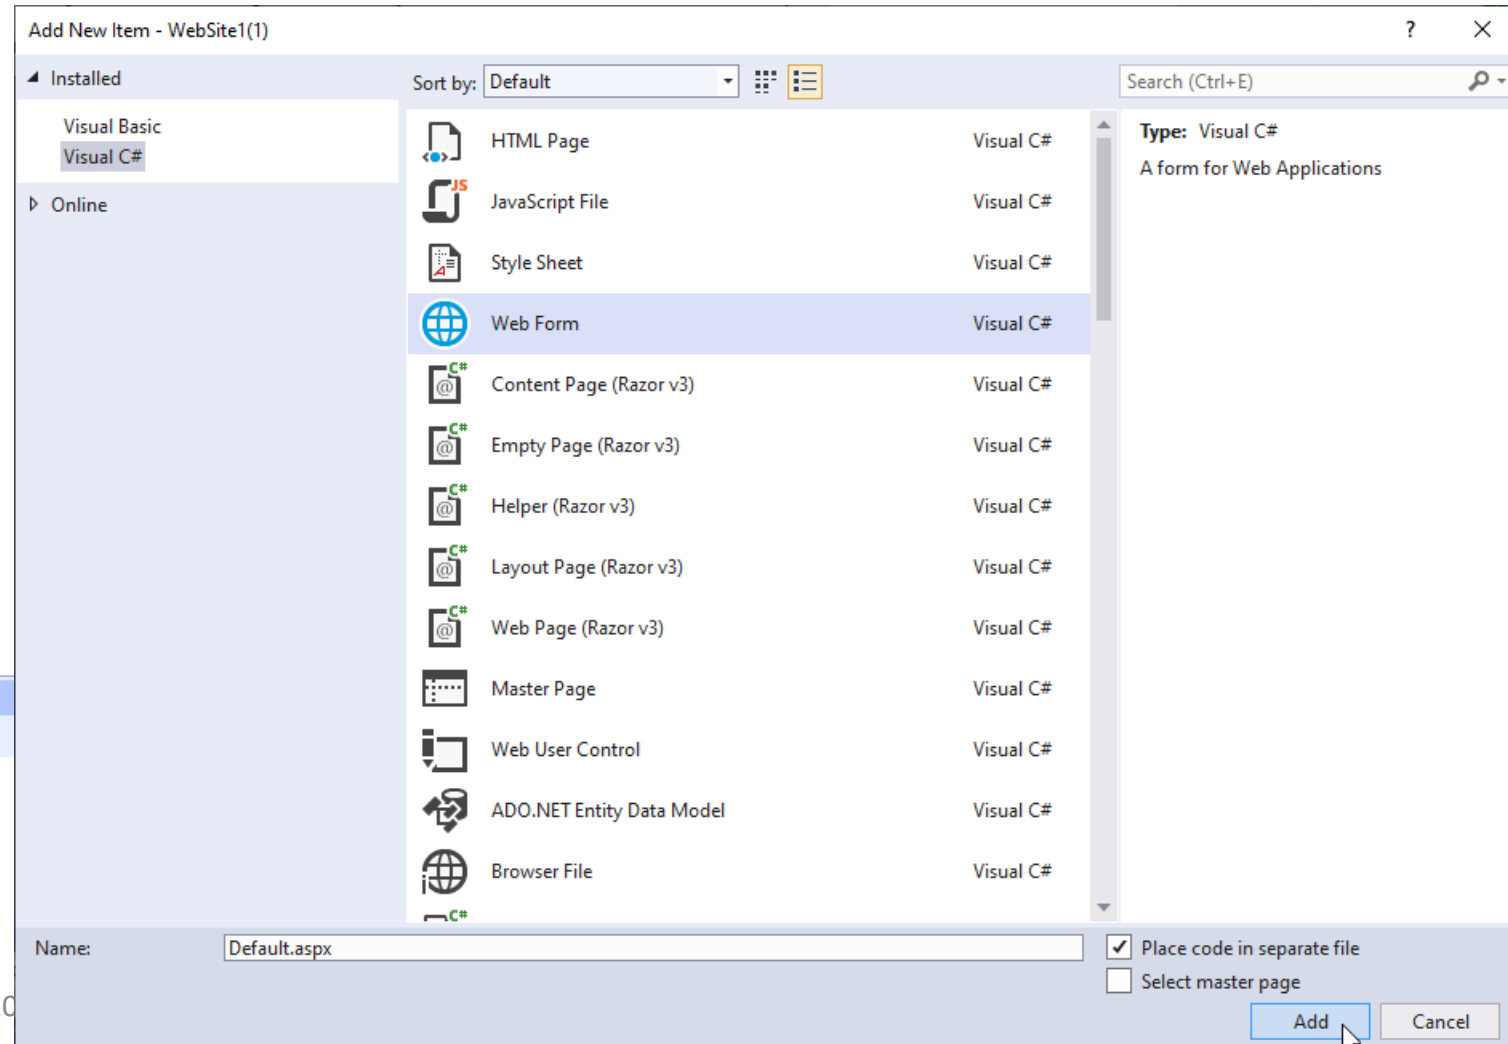 Add New Item - WebSite1(1)
?
Installed
Sort by: Default
Search (Ctrl+E)
Visual Basic
Visual C#
Online
HTML Page Visual C#
JS
JavaScript File Visual C#
Style Sheet Visual C#
Web Form Visual C#
C#
@
Content Page (Razor v3) Visual C#
C#
@
Empty Page (Razor v3) Visual C#
C#
@
Helper (Razor v3) Visual C#
C#
@
Layout Page (Razor v3) Visual C#
C#
@
Web Page (Razor v3) Visual C#
Master Page Visual C#
Web User Control Visual C#
ADO.NET Entity Data Model Visual C#
Browser File Visual C#
C#
Type: Visual C#
A form for Web Applications
Name: Default.aspx
Place code in separate file
Select master page
Add Cancel